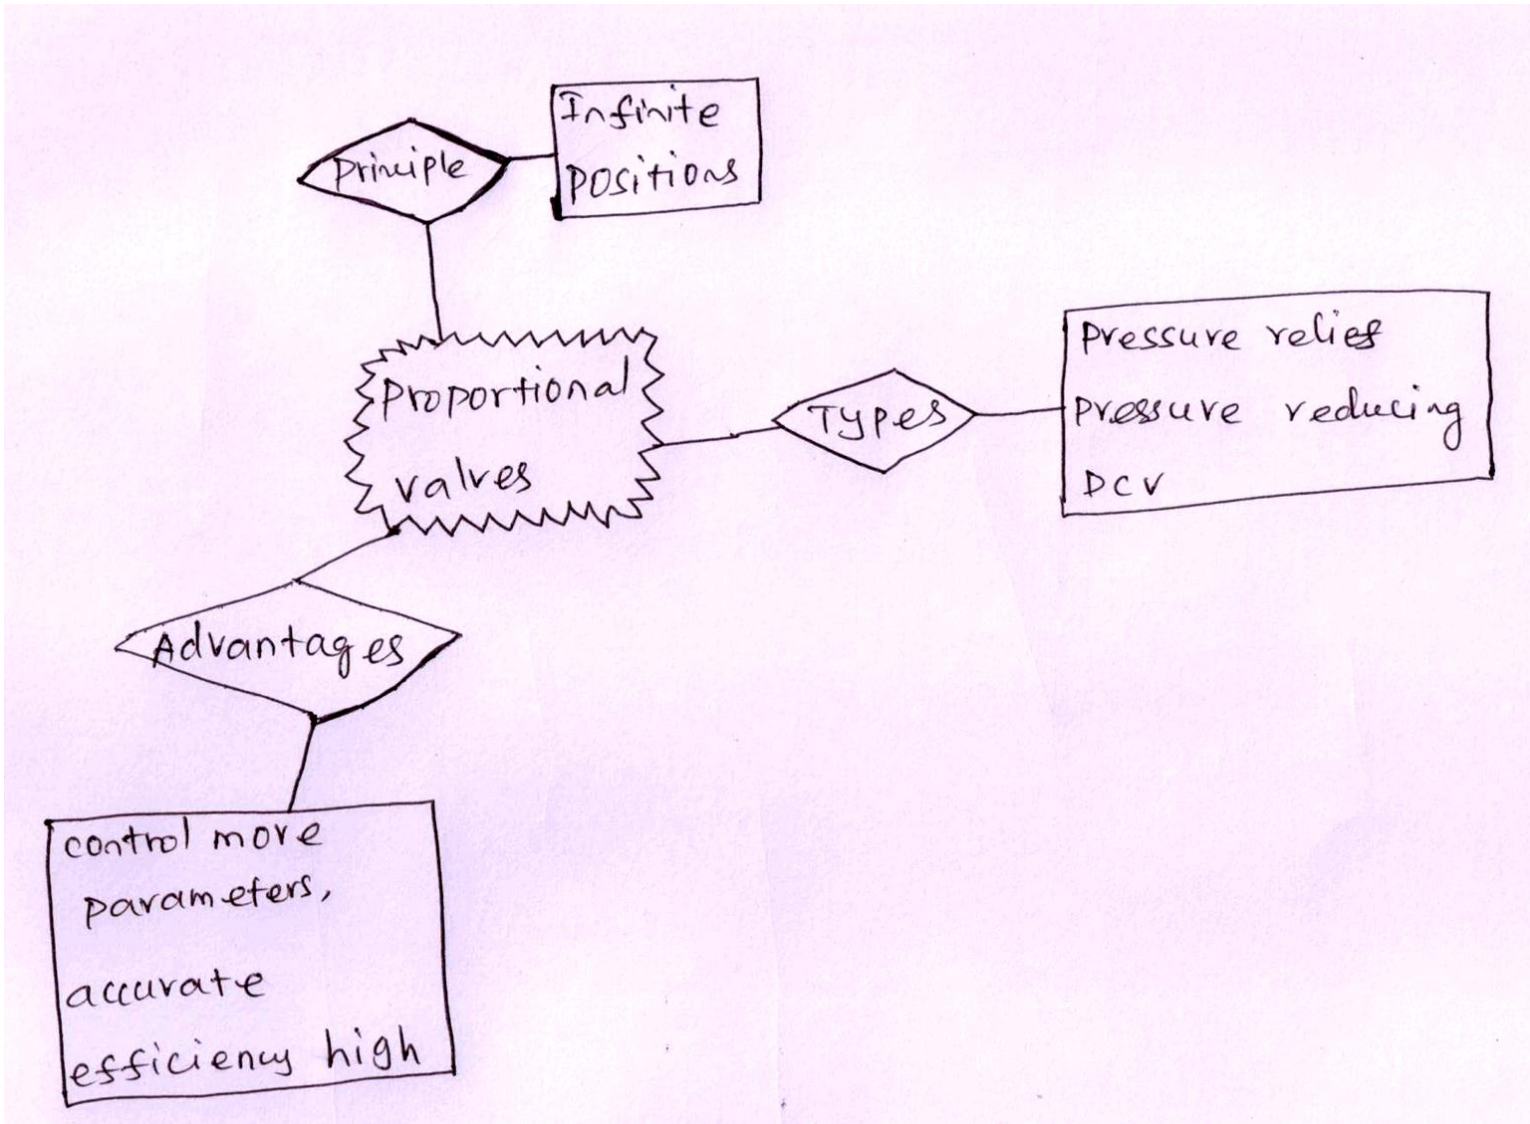 Infinite
positions
principle
proportional
valves
Types
pressure relief
pressure reducing
DCV
Advantages
control more
parameters,
accurate
efficiency high